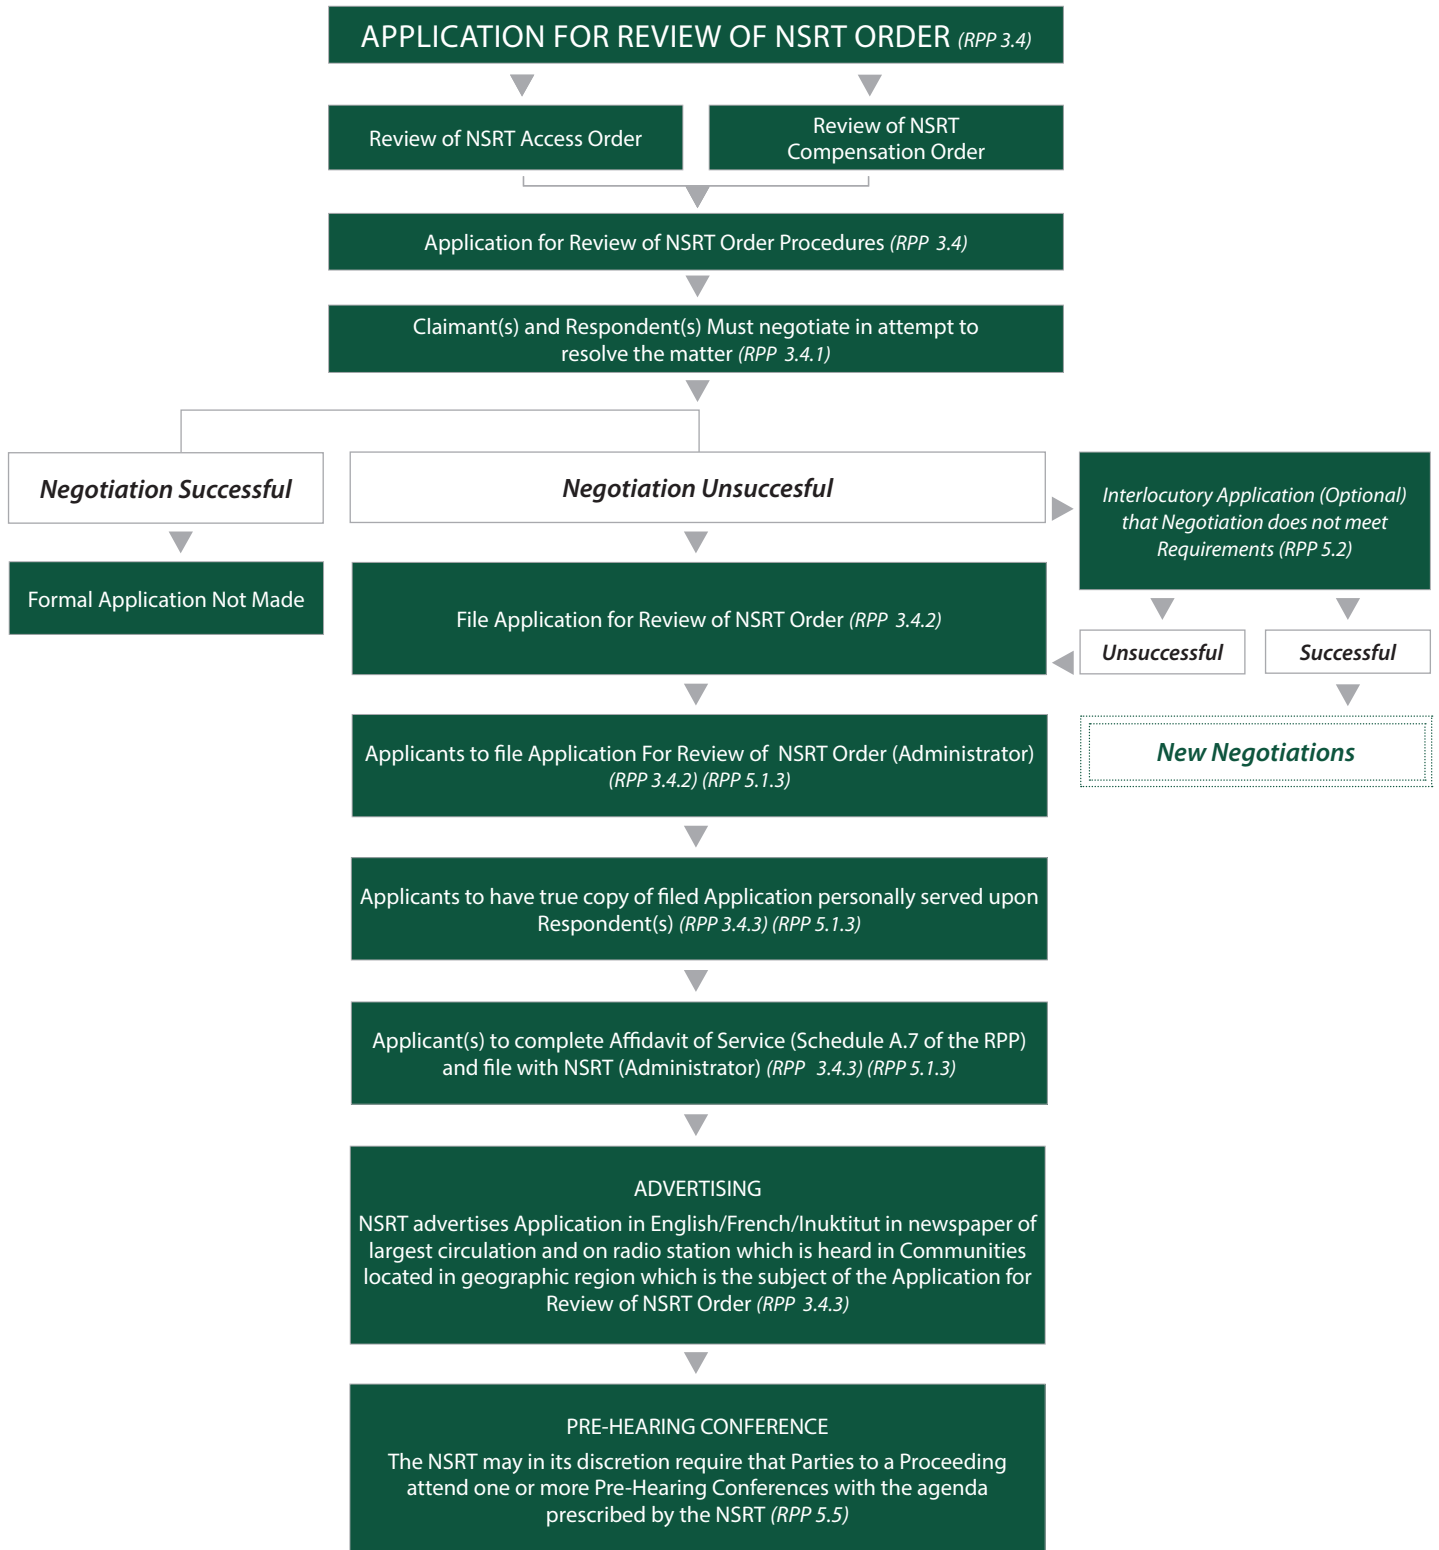 APPLICATION FOR REVIEW OF NSRT ORDER (RPP 3.4)
Review of NSRT Access Order
Review of NSRT
Compensation Order
Application for Review of NSRT Order Procedures (RPP 3.4)
Claimant(s) and Respondent(s) Must negotiate in attempt to
resolve the matter (RPP 3.4.1)
Negotiation Successful
Formal Application Not Made
Negotiation Unsuccesful
Interlocutory Application (Optional)
that Negotiation does not meet
Requirements (RPP 5.2)
Unsuccessful
Successful
New Negotiations
File Application for Review of NSRT Order (RPP 3.4.2)
Applicants to file Application For Review of NSRT Order (Administrator)
(RPP 3.4.2) (RPP 5.1.3)
Applicants to have true copy of filed Application personally served upon
Respondent(s) (RPP 3.4.3) (RPP 5.1.3)
Applicant(s) to complete Affidavit of Service (Schedule A.7 of the RPP)
and file with NSRT (Administrator) (RPP 3.4.3) (RPP 5.1.3)
ADVERTISING
NSRT advertises Application in English/French/Inuktitut in newspaper of
largest circulation and on radio station which is heard in Communities
located in geographic region which is the subject of the Application for
Review of NSRT Order (RPP 3.4.3)
PRE-HEARING CONFERENCE
The NSRT may in its discretion require that Parties to a Proceeding
attend one or more Pre-Hearing Conferences with the agenda
prescribed by the NSRT (RPP 5.5)